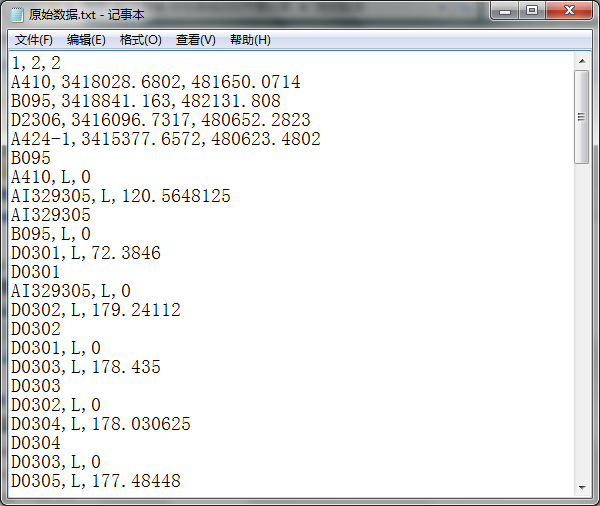 原始数据.txt - 记事本
文件(F) 编辑(E) 格式(O) 查看(V) 帮助(H)
1,2,2
A410,3418028.6802,481650.0714
B095,3418841.163,482131.808
D2306,3416096.7317,480652.2823
A424-1,3415377.6572,480623.4802
B095
A410,L,0
AI329305,L,120.5648125
AI329305
B095,L,0
D0301,L,72.3846
D0301
AI329305,L,0
D0302,L,179.24112
D0302
D0301,L,0
D0303,L,178.435
D0303
D0302,L,0
D0304,L,178.030625
D0304
D0303,L,0
D0305,L,177.48448